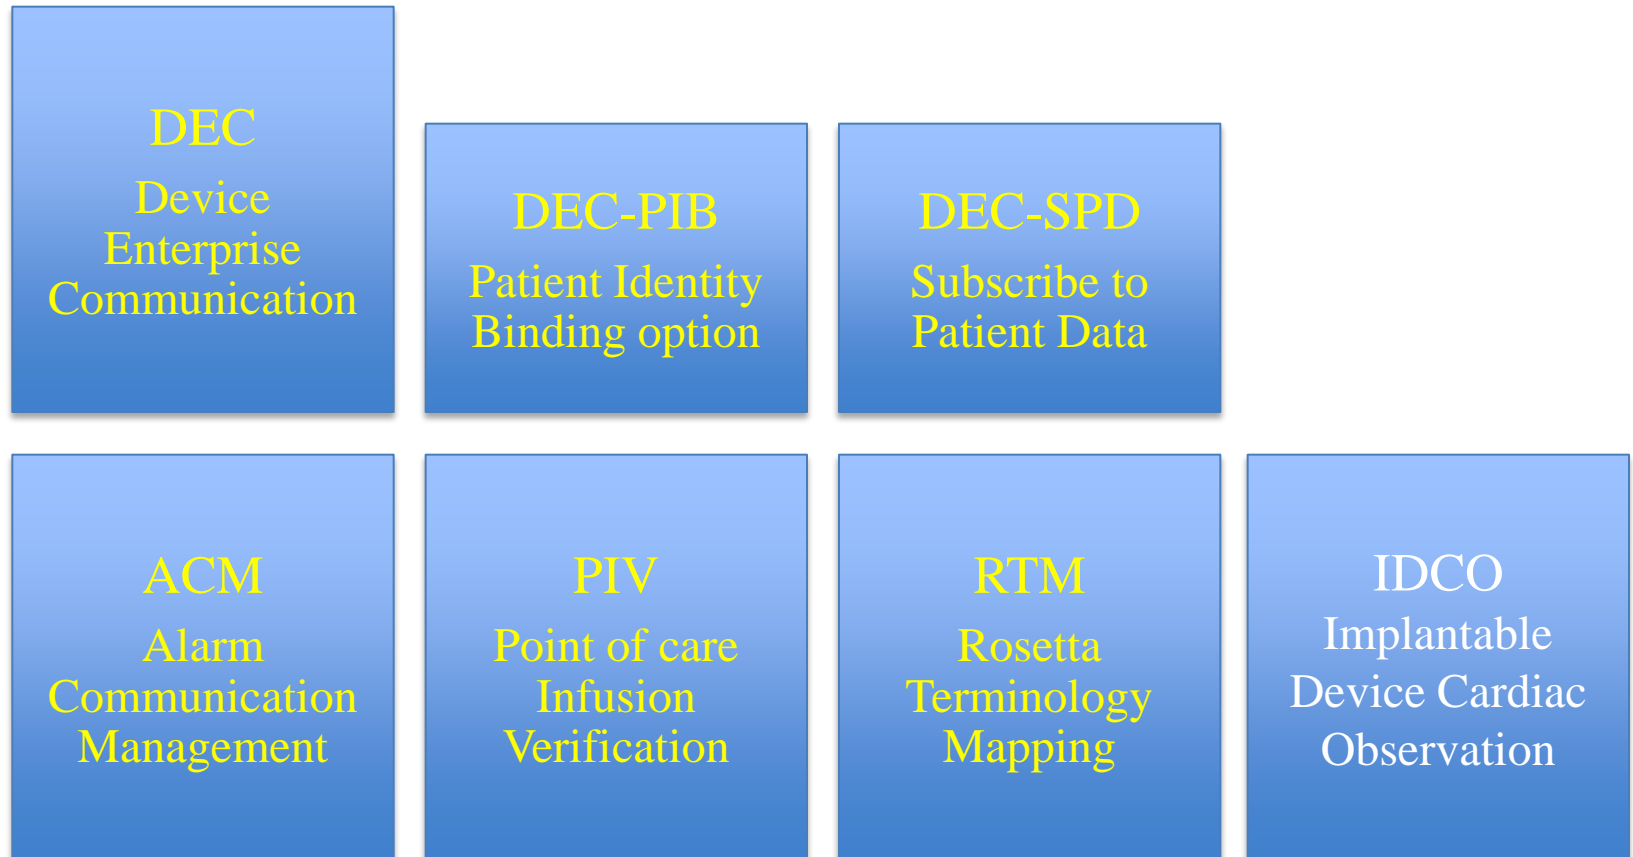 DEC
Device
Enterprise
Communication
DEC-PIB
Patient Identity
Binding option
DEC-SPD
Subscribe to
Patient Data
ACM
Alarm
Communication
Management
PIV
Point of care
Infusion
Verification
RTM
Rosetta
Terminology
Mapping
IDCO
Implantable
Device Cardiac
Observation